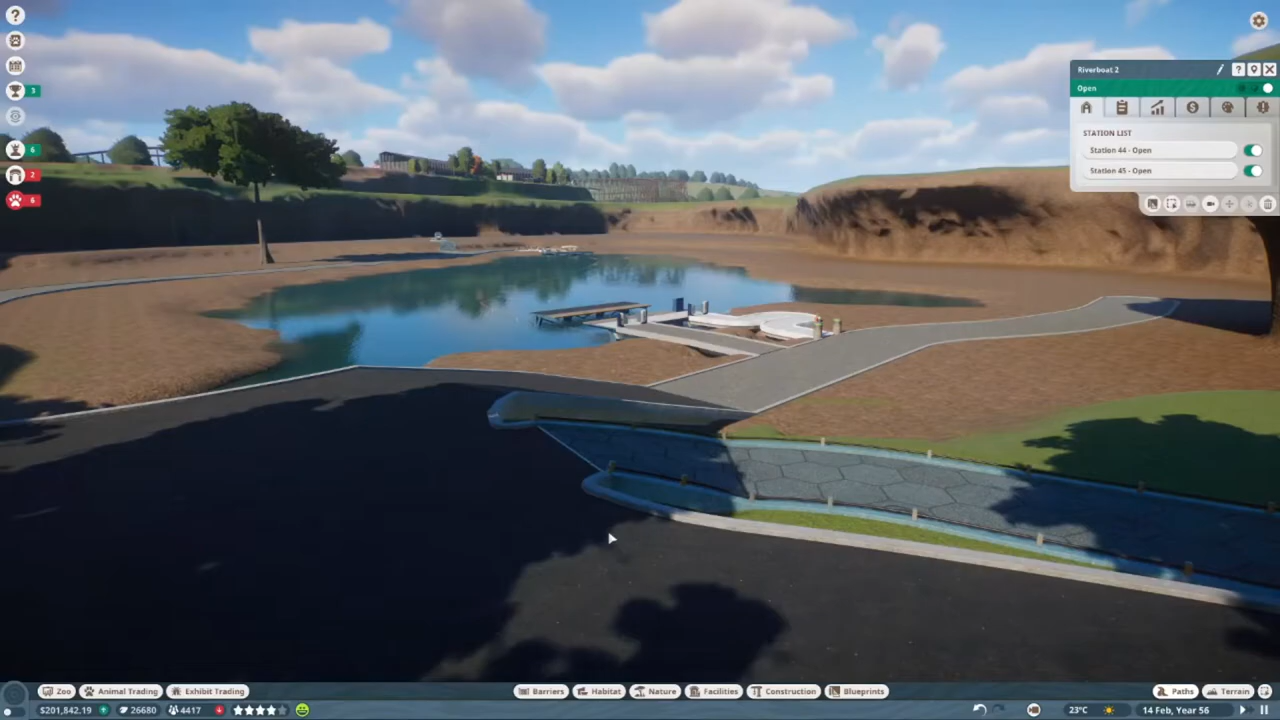 ?
3
6
2
6
Riverboat 2
Open
STATION LIST
Station 44 - Open
Station 45 - Open
Zoo
Animal Trading
Exhibit Trading
Barriers
Habitat
Nature
Facilities
Construction
Blueprints
Paths
Terrain
$201,842.19
26680
4417
23°C
14 Feb, Year 56